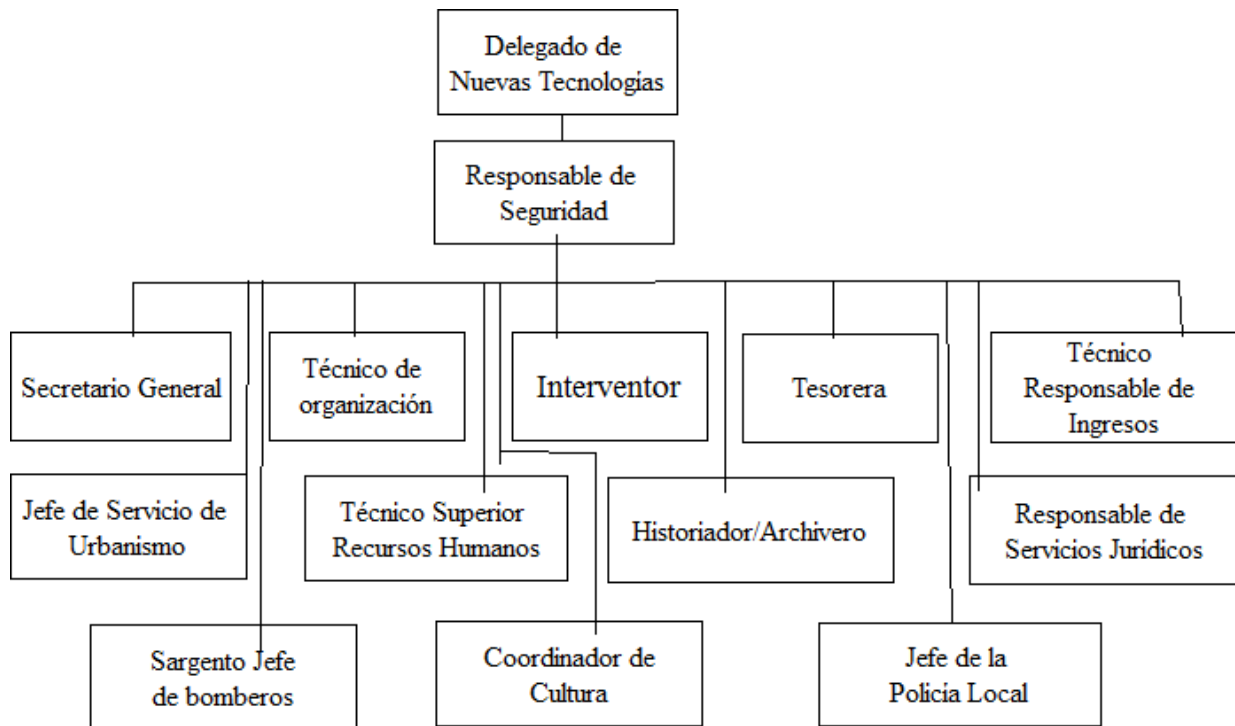 Delegado de
Nuevas Tecnologías
Responsable de
Seguridad
Secretario General
Técnico de
organización
Interventor
Tesorera
Técnico
Responsable de
Ingresos
Jefe de Servicio de
Urbanismo
Técnico Superior
Recursos Humanos
Historiador/Archivero
Responsable de
Servicios Jurídicos
Sargento Jefe
de bomberos
Coordinador de
Cultura
Jefe de la
Policía Local